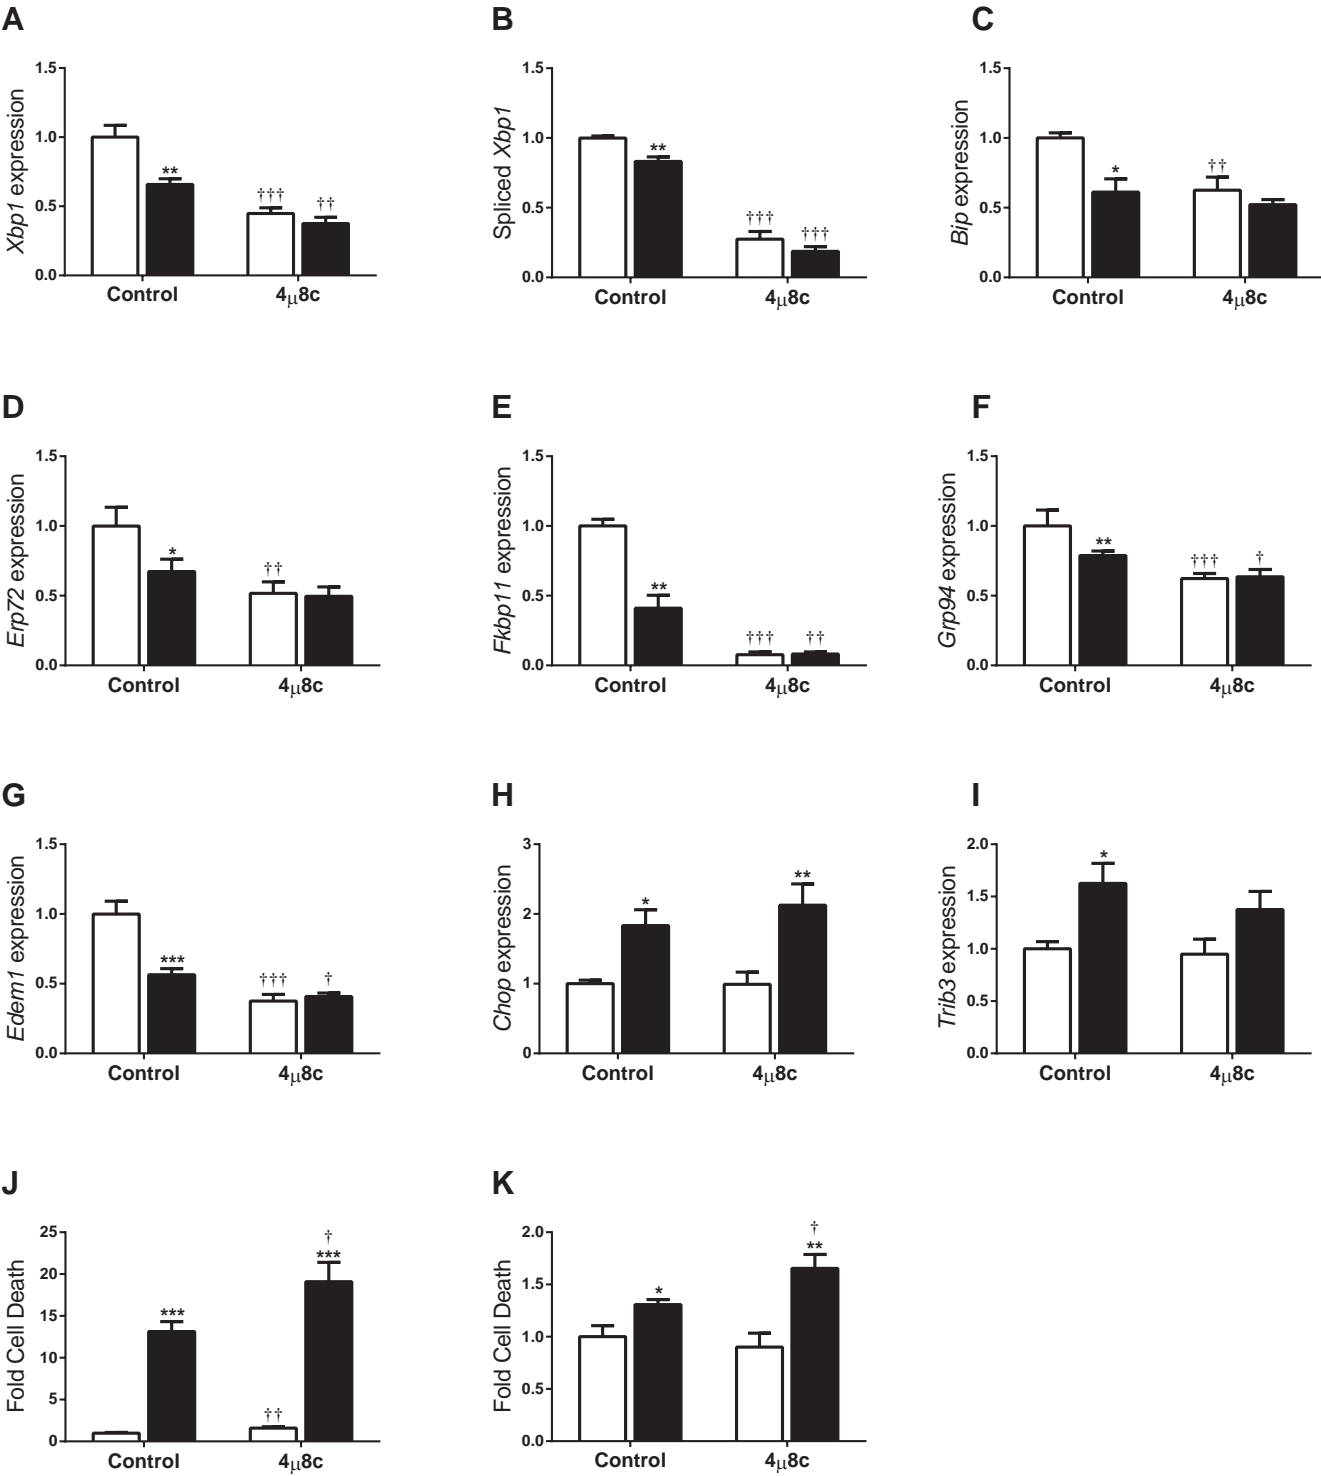 A
B
C
1.5
1.0
0.5
0.0
Xbp1 expression
**
†††
††
Control
4μ8c
1.5
1.0
0.5
0.0
Spliced Xbp1
**
†††
†††
Control
4μ8c
1.5
1.0
0.5
0.0
Bip expression
*
††
Control
4μ8c
D
E
F
1.5
1.0
0.5
0.0
Erp72 expression
*
††
Control
4μ8c
1.5
1.0
0.5
0.0
Fkbp11 expression
**
†††
††
Control
4μ8c
1.5
1.0
0.5
0.0
Grp94 expression
**
†††
†
Control
4μ8c
G
H
I
1.5
1.0
0.5
0.0
Edem1 expression
***
†††
†
Control
4μ8c
3
2
1
0
Chop expression
*
**
Control
4μ8c
2.0
1.5
1.0
0.5
0.0
Trib3 expression
*
Control
4μ8c
J
K
25
20
15
10
5
0
Fold Cell Death
***
††
†
***
Control
4μ8c
2.0
1.5
1.0
0.5
0.0
Fold Cell Death
*
†
**
Control
4μ8c